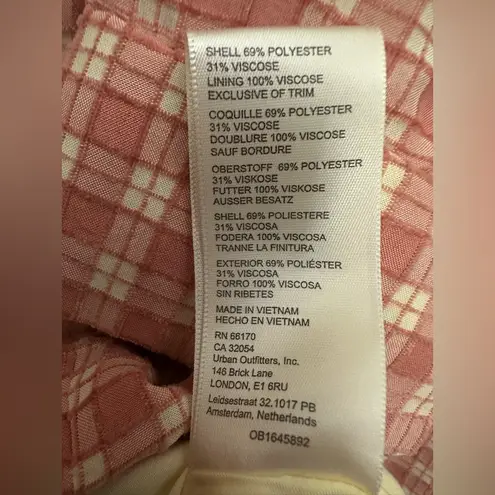 SHELL 69% POLYESTER
31% VISCOSE
LINING 100% VISCOSE
EXCLUSIVE OF TRIM
COQUILLE 69% POLYESTER
31% VISCOSE
DOUBLURE 100% VISCOSE
SAUF BORDURE
OBERSTOFF 69% POLYESTER
31% VISKOSE
FUTTER 100% VISKOSE
AUSSER BESATZ
SHELL 69% POLIESTERE
31% VISCOSA
FODERA 100% VISCOSA
TRANNE LA FINITURA
EXTERIOR 69% POLIÉSTER
31% VISCOSA
FORRO 100% VISCOSA
SIN RIBETES
MADE IN VIETNAM
HECHO EN VIETNAM
RN 66170
CA 32054
Urban Outfitters, Inc.
146 Brick Lane
LONDON, E1 6RU
Leidsestraat 32,1017 PB
Amsterdam, Netherlands
OB1645892